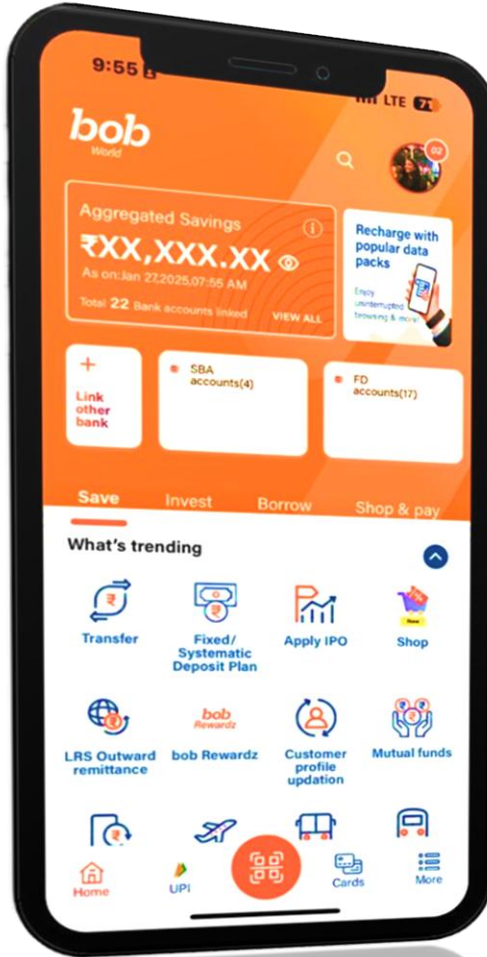 9:55
LTE 71
bob
World
02
Aggregated Savings
₹XX,XXX.XX
As on:Jan 27,2025,07:55 AM
Total 22 Bank accounts linked
VIEW ALL
Recharge with
popular data
packs
Enjoy
uninterrupted
browsing & more!
+
Link
other
bank
SBA
accounts(4)
FD
accounts(17)
Save
Invest
Borrow
Shop & pay
What's trending
Transfer
Fixed/
Systematic
Deposit Plan
Apply IPO
Shop
LRS Outward
remittance
bob
Rewardz
bob Rewardz
Customer
profile
updation
Mutual funds
Home
UPI
Cards
More